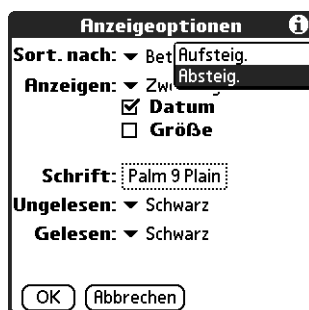 Anzeigeoptionen i
Sort. nach: Bet Aufsteig.
Absteig.
Anzeigen:
Datum
Größe
Schrift: Palm 9 Plain
Ungelesen: Schwarz
Gelesen: Schwarz
OK Abbrechen